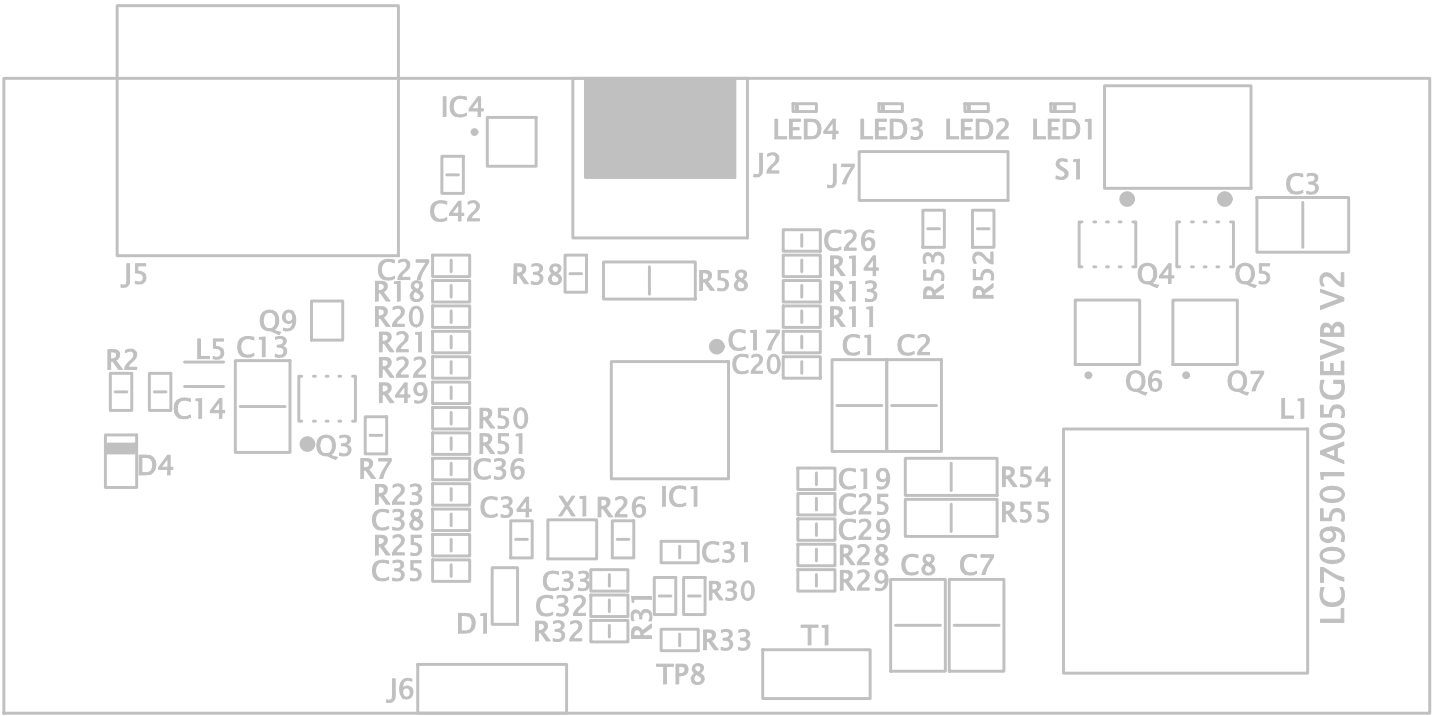 IC4
LED4
LED3
LED2
LED1
J2
J7
S1
C3
C42
J5
C26
R53
R52
Q4
Q5
C27
R38
R58
R14
R18
R13
Q9
R20
R11
R2
L5
C13
R21
C17
C1
C2
R22
C20
Q6
Q7
C14
R49
L1
R50
Q3
R51
D4
R7
C36
R54
C19
R23
IC1
C34
X1
R26
C25
R55
C38
C29
R25
C31
R28
C35
C33
R30
R29
C8
C7
C32
R31
D1
R32
R33
T1
TP8
J6
LC709501A05GEVB V2